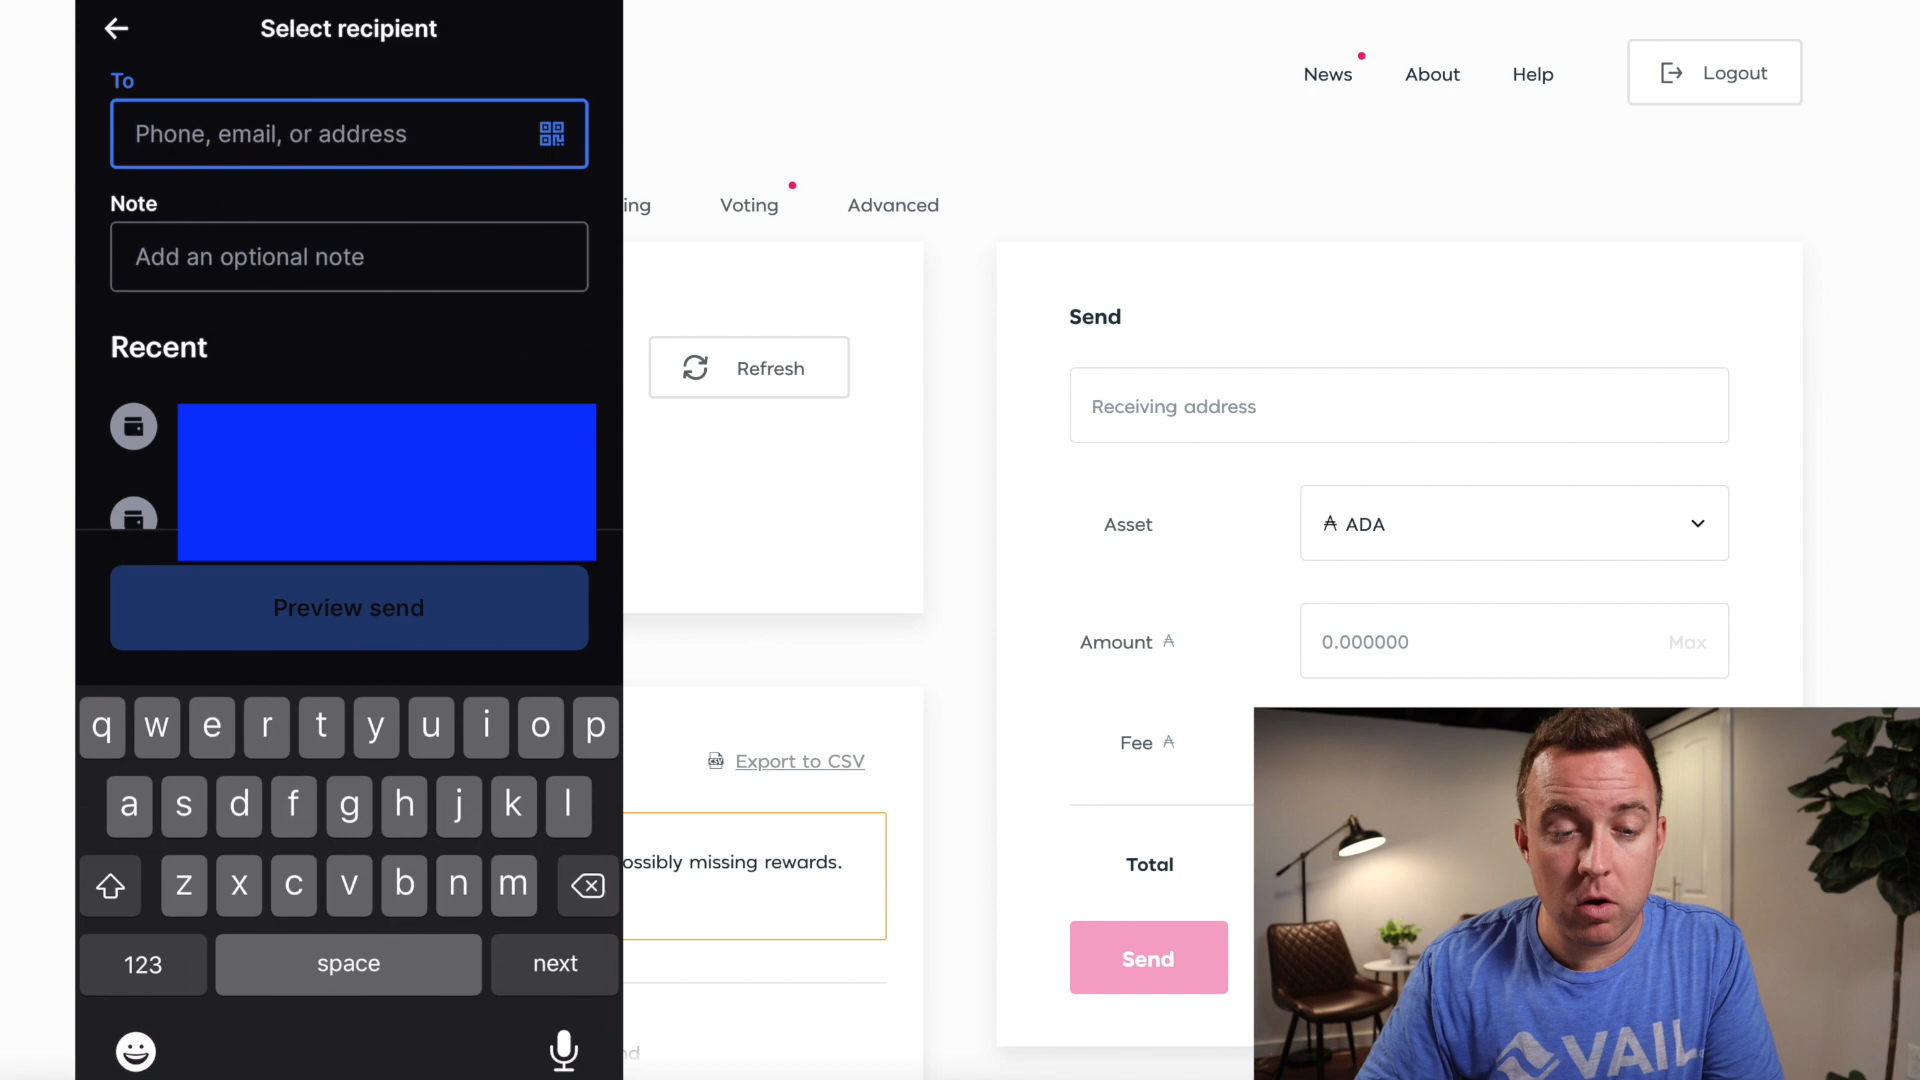 Select recipient
To
Phone, email, or address
Note
Add an optional note
Recent
Preview send
q w e r t y u i o p
a s d f g h j k l
z x c v b n m
123 space next
News About Help Logout
ing Voting Advanced
Refresh
Export to CSV
ossibly missing rewards.
Send
Receiving address
Asset ₳ ADA
Amount ₳ 0.000000 Max
Fee ₳
Total
Send
VAIL